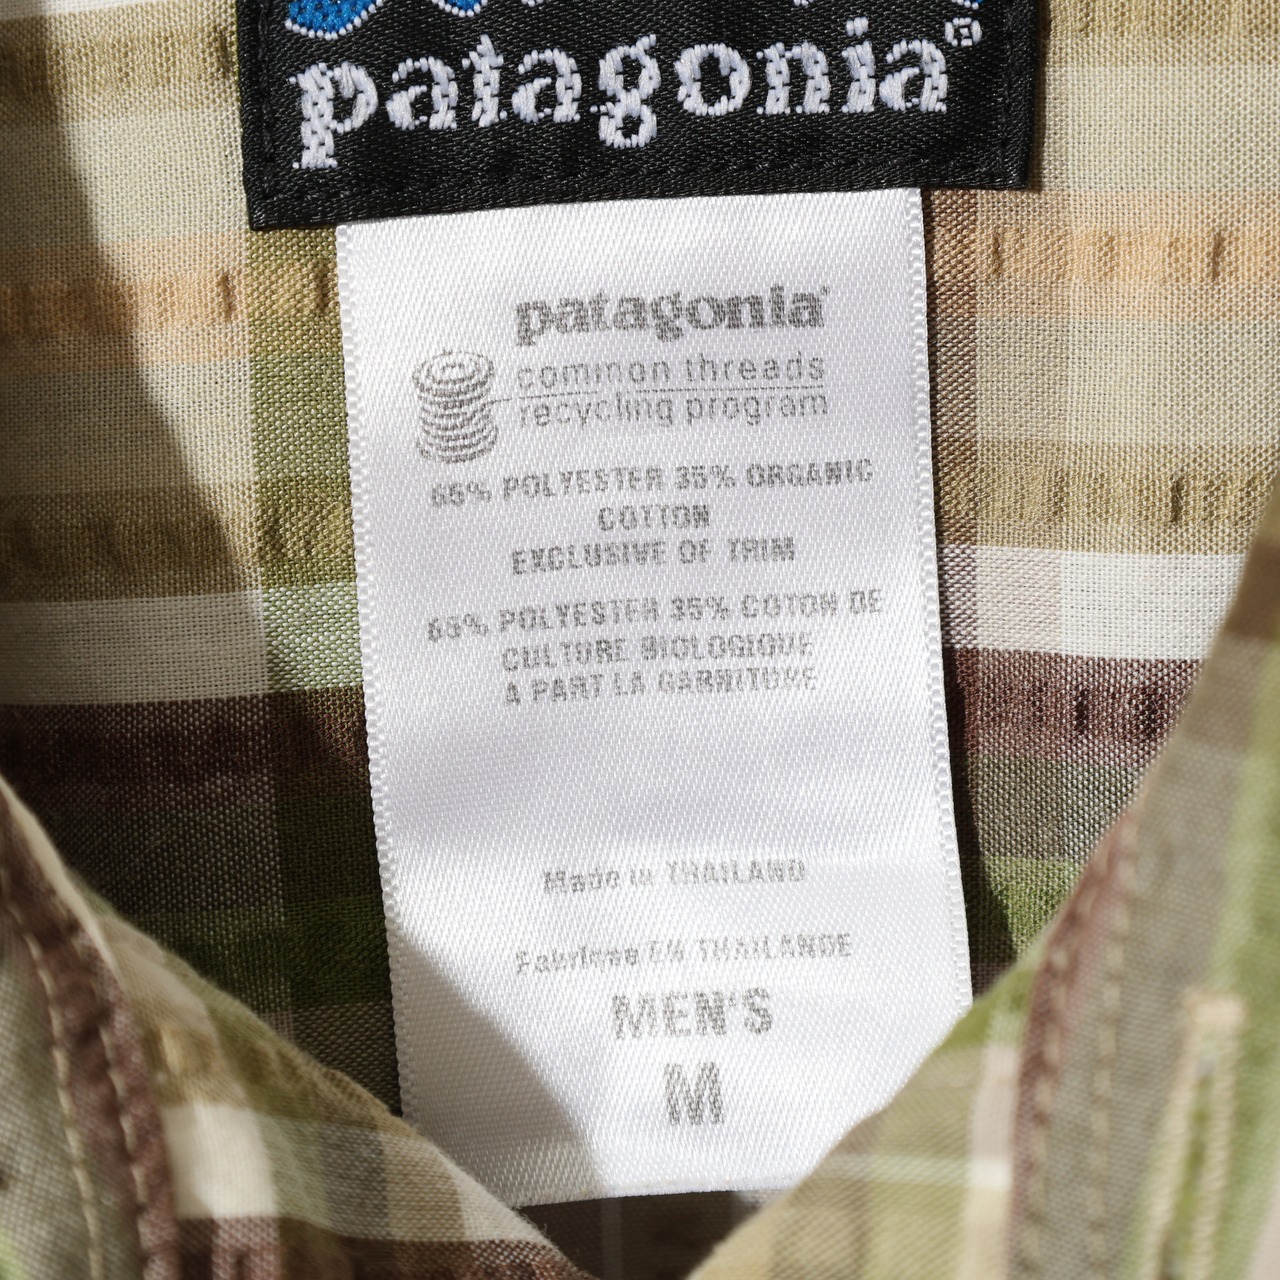 patagonia®
patagonia
common threads
recycling program
65% POLYESTER 35% ORGANIC
COTTON
EXCLUSIVE OF TRIM
65% POLYESTER 35% COTON DE
CULTURE BIOLOGIQUE
A PART LA GARNITURE
Made in THAILAND
EN THAILANDE
MEN'S
M